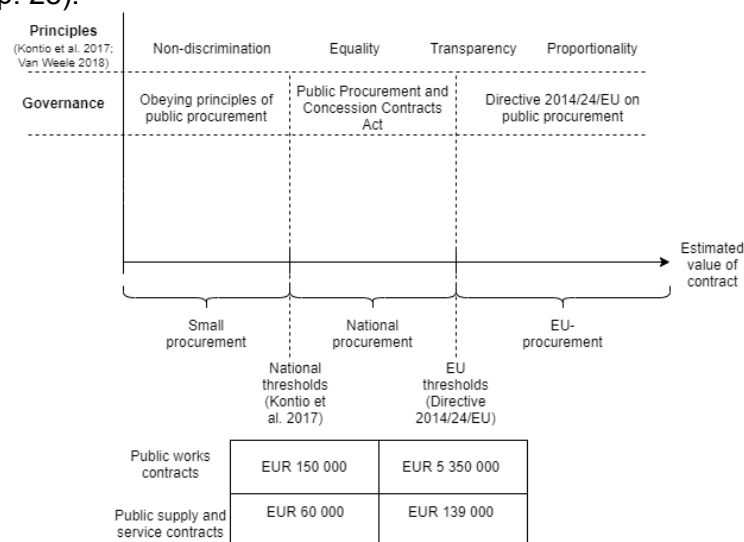 p. 28).
Principles
(Kontio et al. 2017;
Van Weele 2018)
Non-discrimination
Equality
Transparency
Proportionality
Governance
Obeying principles of
public procurement
Public Procurement and
Concession Contracts
Act
Directive 2014/24/EU on
public procurement
Estimated
value of
contract
Small
procurement
National
procurement
EU-
procurement
National
thresholds
(Kontio et
al. 2017)
EU
thresholds
(Directive
2014/24/EU)
Public works
contracts
EUR 150 000
EUR 5 350 000
Public supply and
service contracts
EUR 60 000
EUR 139 000